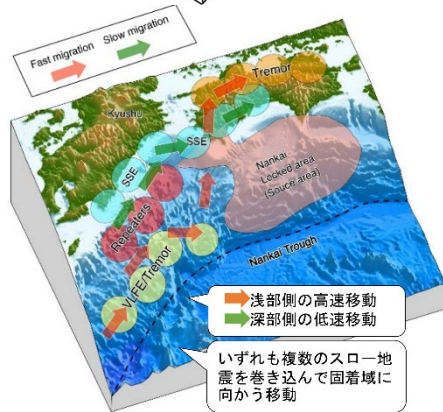 Fast migration
Slow migration
Kyushu
Tremor
SSE
SSE
Nankai
Locked area
(Souce area)
Repeaters
VLFE/Tremor
Nankai Trough
浅部側の高速移動
深部側の低速移動
いずれも複数のスロー地
震を巻き込んで固着域に
向かう移動